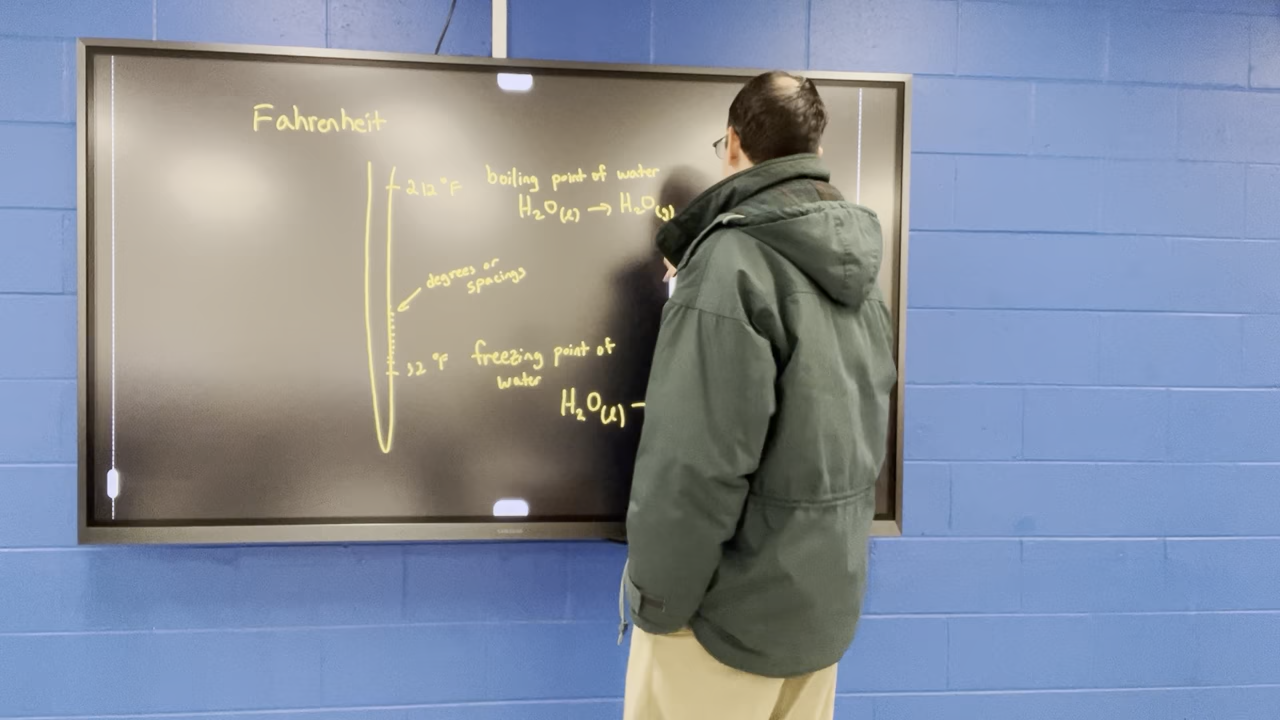 Fahrenheit
212°F
boiling point of water
H₂O(l) → H₂O(g)
degrees or
spacings
32 °F
freezing point of
water
H₂O(l) –